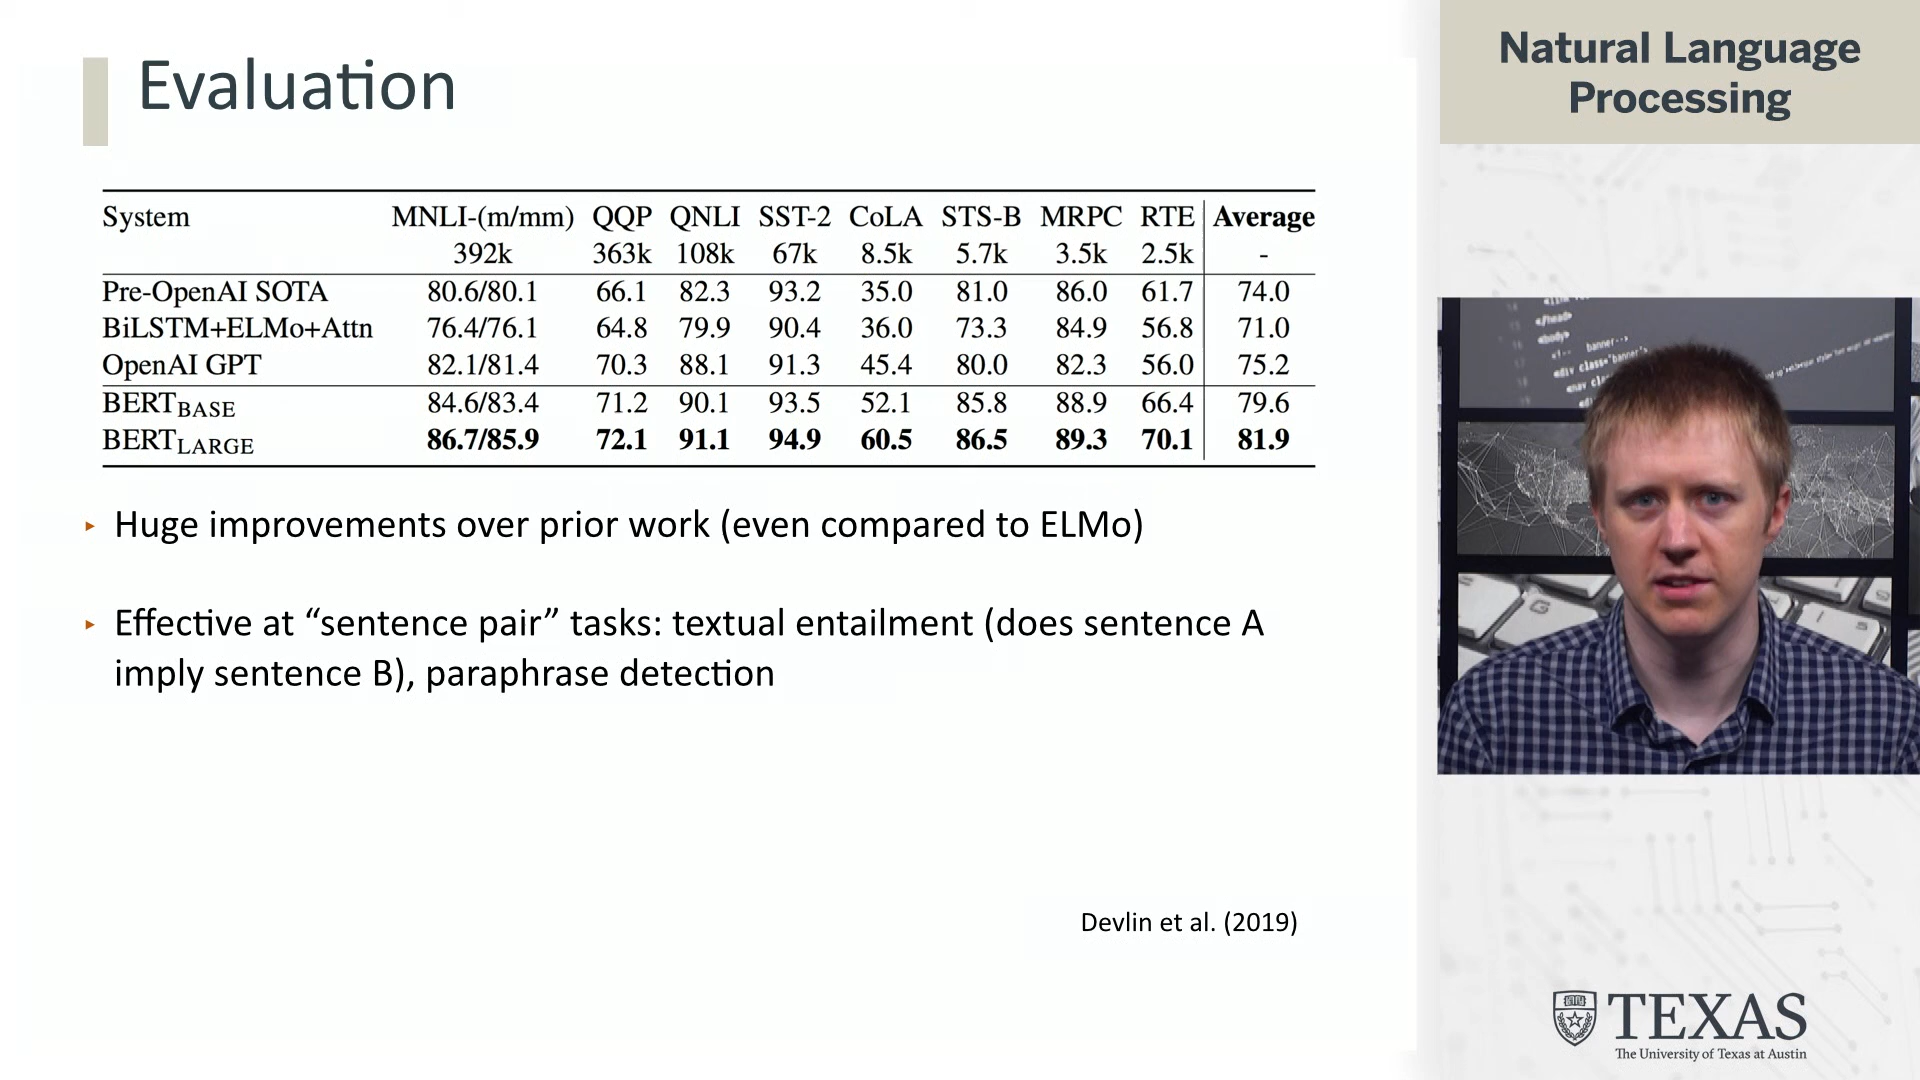 Evaluation
Natural Language
Processing
System MNLI-(m/mm) QQP QNLI SST-2 CoLA STS-B MRPC RTE Average
392k 363k 108k 67k 8.5k 5.7k 3.5k 2.5k -
Pre-OpenAI SOTA 80.6/80.1 66.1 82.3 93.2 35.0 81.0 86.0 61.7 74.0
BiLSTM+ELMo+Attn 76.4/76.1 64.8 79.9 90.4 36.0 73.3 84.9 56.8 71.0
OpenAI GPT 82.1/81.4 70.3 88.1 91.3 45.4 80.0 82.3 56.0 75.2
BERTBASE 84.6/83.4 71.2 90.1 93.5 52.1 85.8 88.9 66.4 79.6
BERTLARGE 86.7/85.9 72.1 91.1 94.9 60.5 86.5 89.3 70.1 81.9
▸ Huge improvements over prior work (even compared to ELMo)
▸ Effective at “sentence pair” tasks: textual entailment (does sentence A
imply sentence B), paraphrase detection
Devlin et al. (2019)
</head>
<body>
banner-->
TEXAS
The University of Texas at Austin